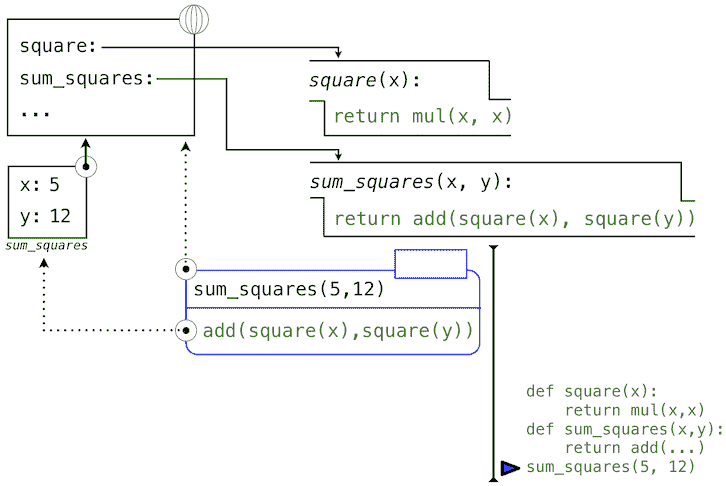 square:
sum_squares:
...
square(x):
return mul(x, x)
x: 5
y: 12
sum_squares
sum_squares(x, y):
return add(square(x), square(y))
sum_squares(5,12)
add(square(x),square(y))
def square(x):
return mul(x,x)
def sum_squares(x,y):
return add(...)
sum_squares(5, 12)